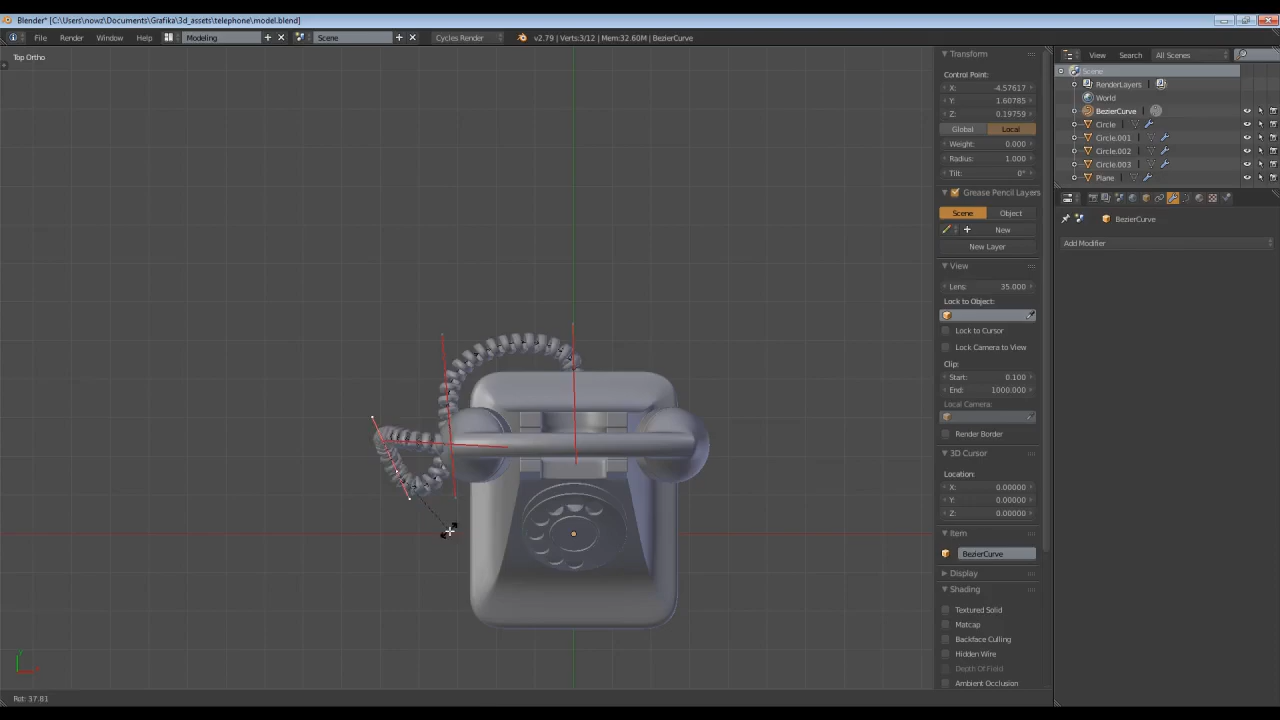 Blender* [C:\Users\nowz\Documents\Grafika\3d_assets\telephone\model.blend]
File Render Window Help Modeling Scene Cycles Render v2.79 | Verts:3/12 | Mem:32.60M | BezierCurve
Top Ortho
Transform
Control Point:
X: -4.57617
Y: 1.60785
Z: 0.19759
Global Local
Weight: 0.000
Radius: 1.000
Tilt: 0°
Grease Pencil Layers
Scene Object
New
New Layer
View
Lens: 35.000
Lock to Object:
Lock to Cursor
Lock Camera to View
Clip:
Start: 0.100
End: 1000.000
Local Camera:
Render Border
3D Cursor
Location:
X: 0.00000
Y: 0.00000
Z: 0.00000
Item
BezierCurve
Display
Shading
Textured Solid
Matcap
Backface Culling
Hidden Wire
Depth Of Field
Ambient Occlusion
View Search All Scenes
Scene
RenderLayers
World
BezierCurve
Circle
Circle.001
Circle.002
Circle.003
Plane
BezierCurve
Add Modifier
Rot: 37.81